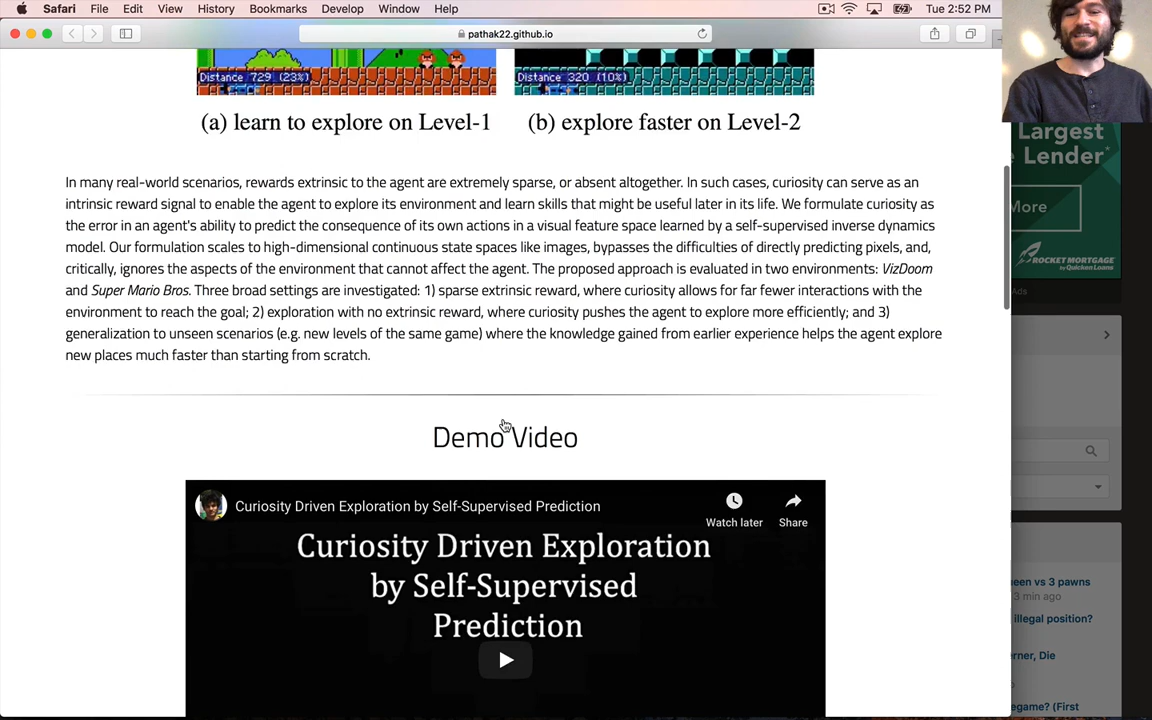 Safari File Edit View History Bookmarks Develop Window Help Tue 2:52 PM
pathak22.github.io
Distance 729 (23%) Distance 320 (10%)
(a) learn to explore on Level-1 (b) explore faster on Level-2
In many real-world scenarios, rewards extrinsic to the agent are extremely sparse, or absent altogether. In such cases, curiosity can serve as an
intrinsic reward signal to enable the agent to explore its environment and learn skills that might be useful later in its life. We formulate curiosity as
the error in an agent's ability to predict the consequence of its own actions in a visual feature space learned by a self-supervised inverse dynamics
model. Our formulation scales to high-dimensional continuous state spaces like images, bypasses the difficulties of directly predicting pixels, and,
critically, ignores the aspects of the environment that cannot affect the agent. The proposed approach is evaluated in two environments: VizDoom
and Super Mario Bros. Three broad settings are investigated: 1) sparse extrinsic reward, where curiosity allows for far fewer interactions with the
environment to reach the goal; 2) exploration with no extrinsic reward, where curiosity pushes the agent to explore more efficiently; and 3)
generalization to unseen scenarios (e.g. new levels of the same game) where the knowledge gained from earlier experience helps the agent explore
new places much faster than starting from scratch.
Demo Video
Curiosity Driven Exploration by Self-Supervised Prediction
Watch later Share
Curiosity Driven Exploration
by Self-Supervised
Prediction
Largest
Lender*
More
ROCKET MORTGAGE
by Quicken Loans
Ads
een vs 3 pawns
3 min ago
illegal position?
rner, Die
egame? (First